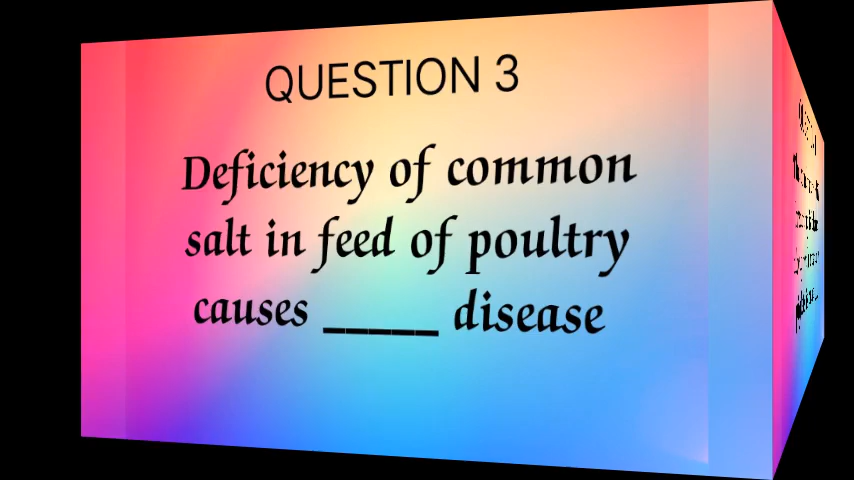 QUESTION 3
Deficiency of common
salt in feed of poultry
causes _____ disease